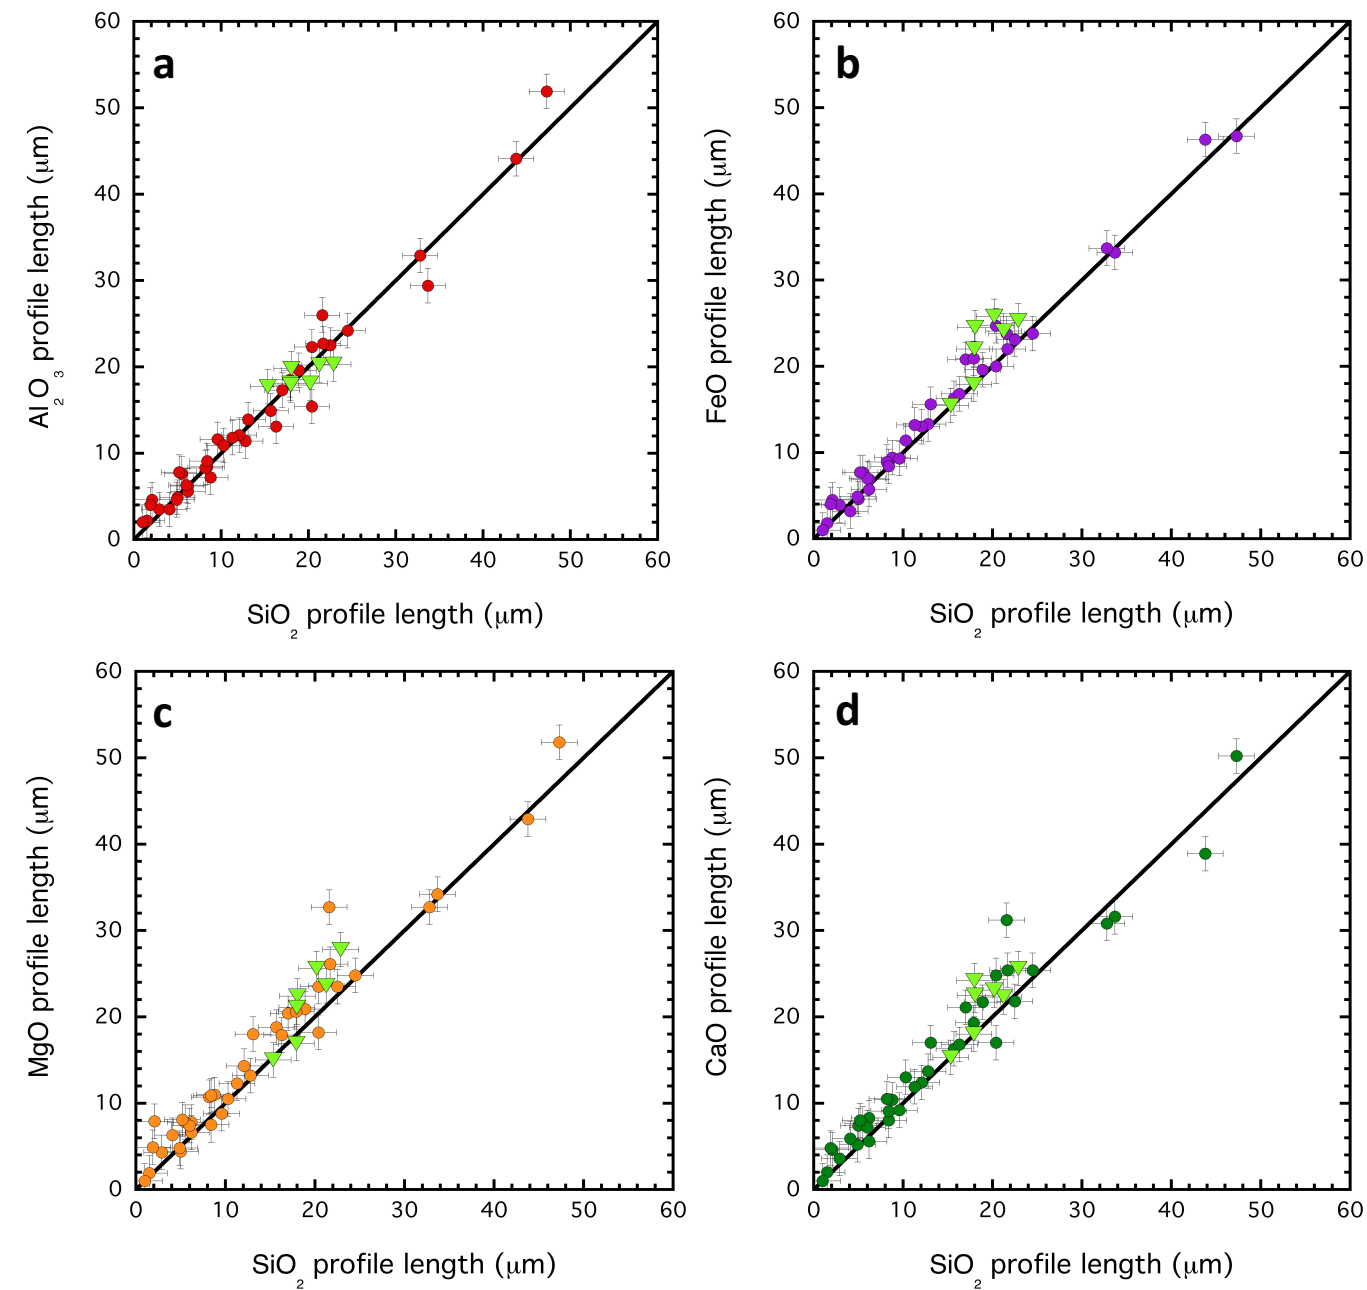 a
60
50
40
30
20
10
0
Al₂O₃ profile length (μm)
0 10 20 30 40 50 60
SiO₂ profile length (μm)
b
60
50
40
30
20
10
0
FeO profile length (μm)
0 10 20 30 40 50 60
SiO₂ profile length (μm)
c
60
50
40
30
20
10
0
MgO profile length (μm)
0 10 20 30 40 50 60
SiO₂ profile length (μm)
d
60
50
40
30
20
10
0
CaO profile length (μm)
0 10 20 30 40 50 60
SiO₂ profile length (μm)